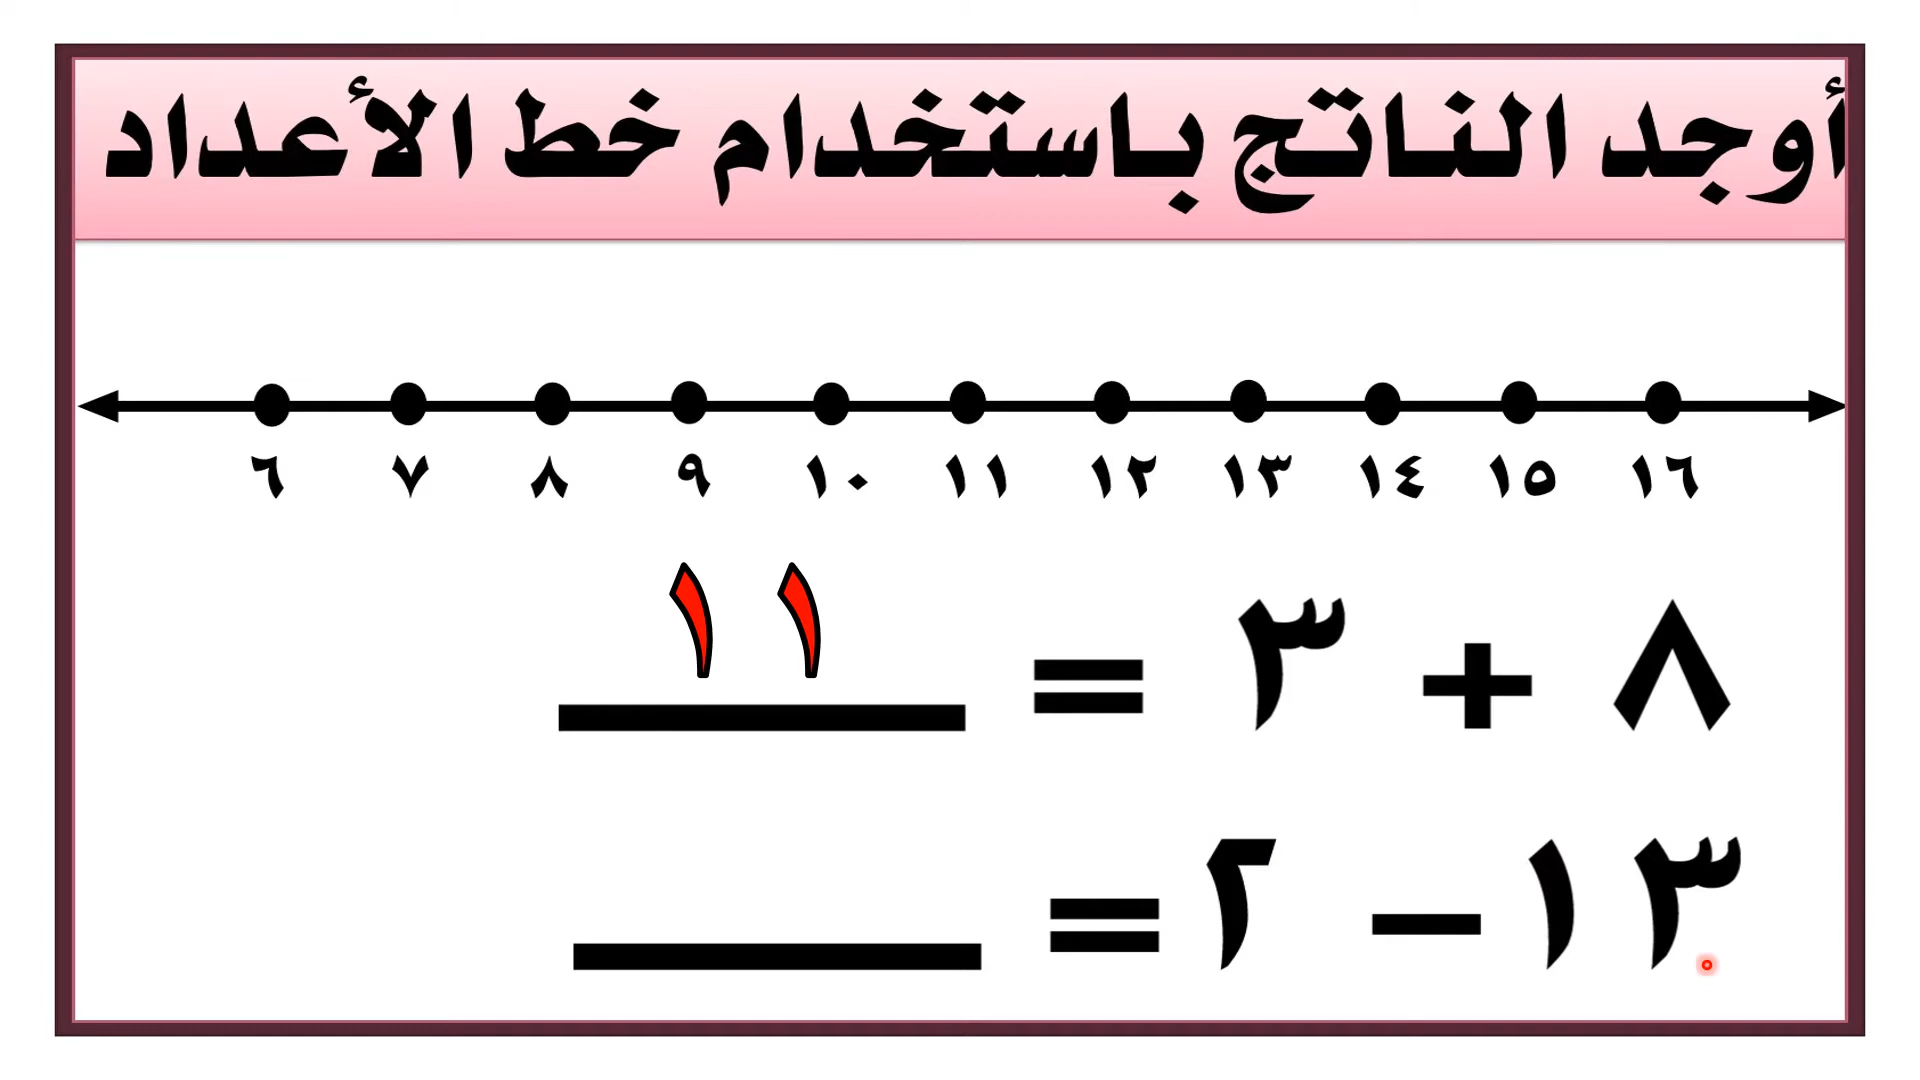 أوجد الناتج باستخدام خط الأعداد
٦ ٧ ٨ ٩ ١٠ ١١ ١٢ ١٣ ١٤ ١٥ ١٦
٨ + ٣ = ١١
١٣ – ٢ =